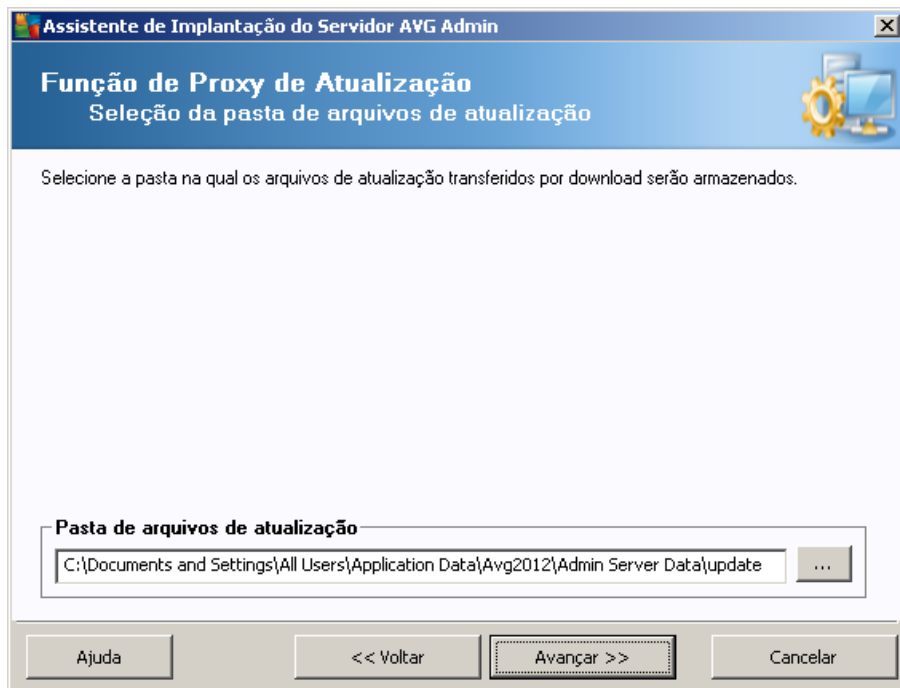 Assistente de Implantação do Servidor AVG Admin
Função de Proxy de Atualização
Seleção da pasta de arquivos de atualização
Selecione a pasta na qual os arquivos de atualização transferidos por download serão armazenados.
Pasta de arquivos de atualização
C:\Documents and Settings\All Users\Application Data\Avg2012\Admin Server Data\update ...
Ajuda << Voltar Avançar >> Cancelar